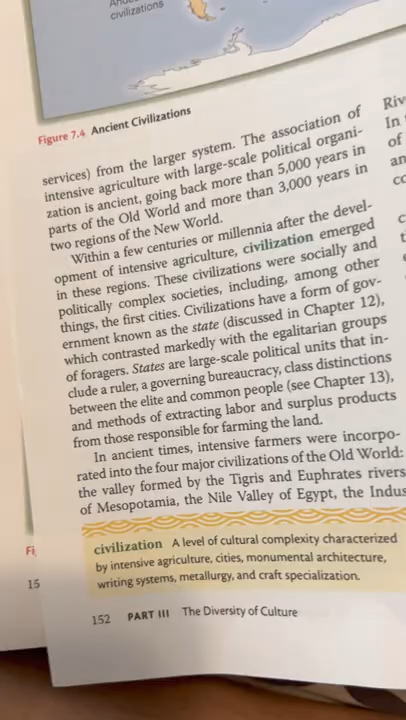 civilizations
Figure 7.4 Ancient Civilizations
services) from the larger system. The association of
intensive agriculture with large-scale political organi-
zation is ancient, going back more than 5,000 years in
parts of the Old World and more than 3,000 years in
two regions of the New World.
Within a few centuries or millennia after the devel-
opment of intensive agriculture, civilization emerged
in these regions. These civilizations were socially and
politically complex societies, including, among other
things, the first cities. Civilizations have a form of gov-
ernment known as the state (discussed in Chapter 12),
which contrasted markedly with the egalitarian groups
of foragers. States are large-scale political units that in-
clude a ruler, a governing bureaucracy, class distinctions
between the elite and common people (see Chapter 13),
and methods of extracting labor and surplus products
from those responsible for farming the land.
In ancient times, intensive farmers were incorpo-
rated into the four major civilizations of the Old World:
the valley formed by the Tigris and Euphrates rivers
of Mesopotamia, the Nile Valley of Egypt, the Indus
civilization A level of cultural complexity characterized
by intensive agriculture, cities, monumental architecture,
writing systems, metallurgy, and craft specialization.
152 PART III The Diversity of Culture
Riv
In
of
an
co
c
t
Fi
15